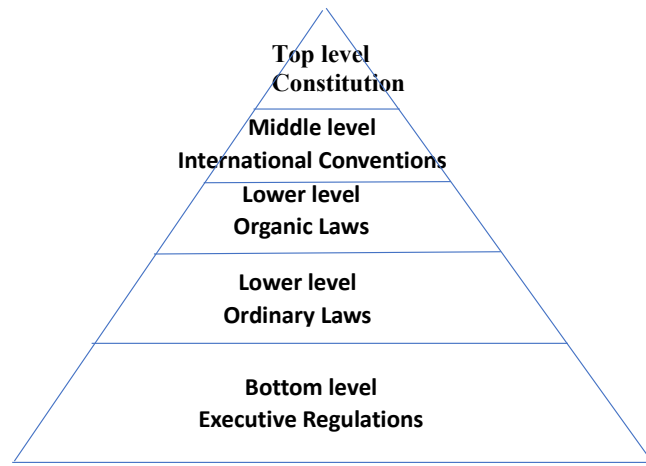 Top level
Constitution
Middle level
International Conventions
Lower level
Organic Laws
Lower level
Ordinary Laws
Bottom level
Executive Regulations